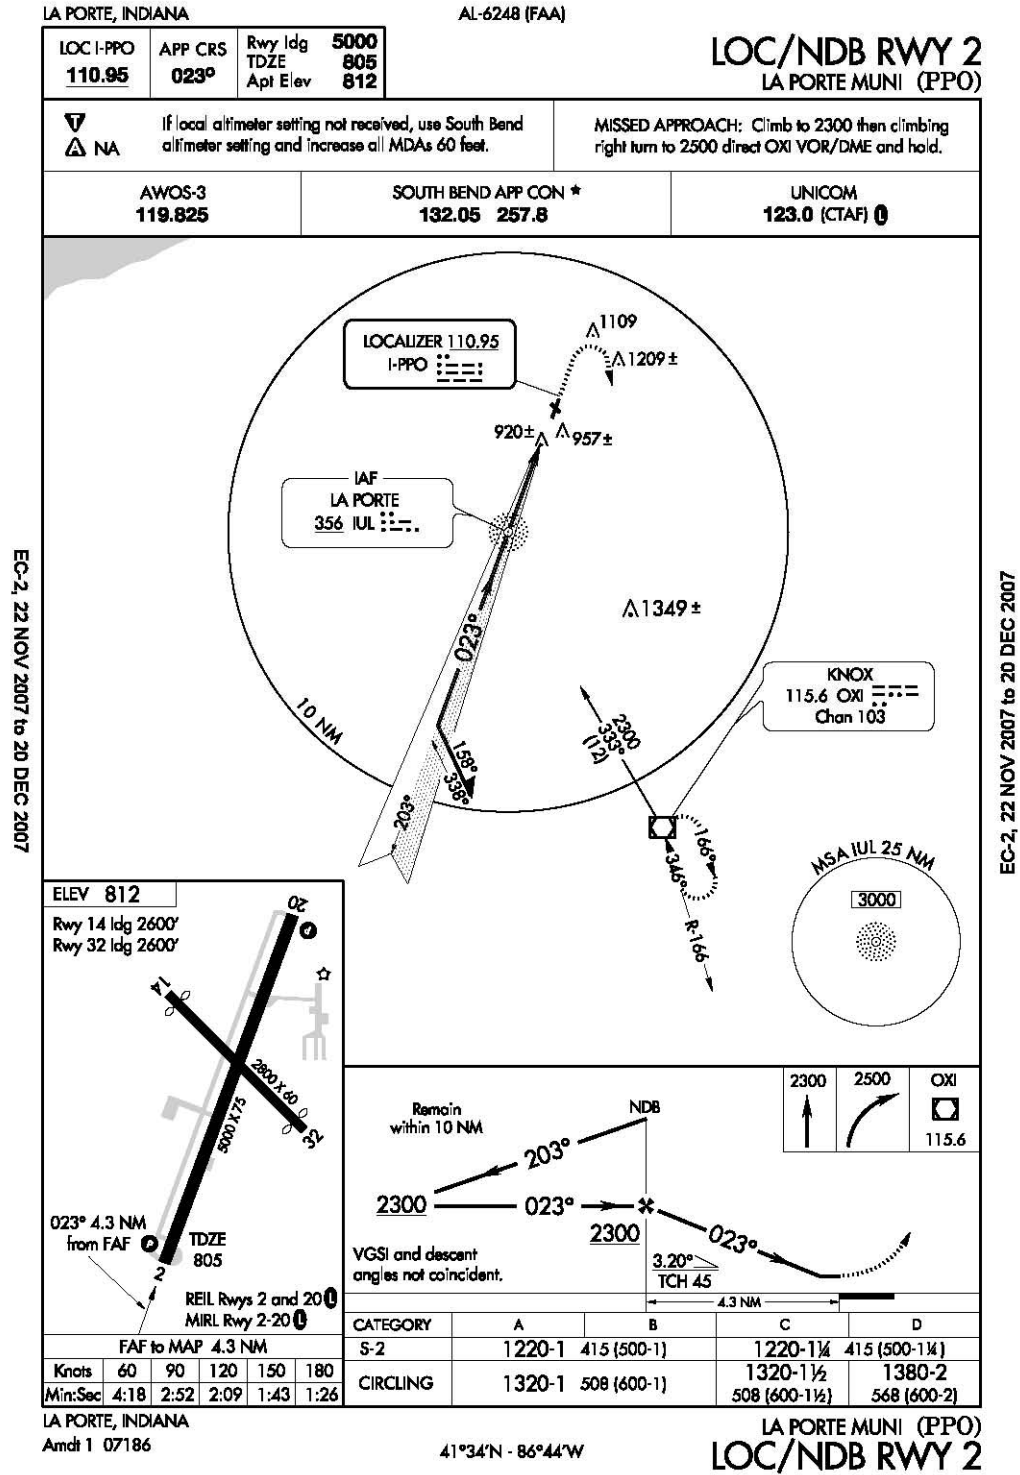 LA PORTE, INDIANA
AL-6248 (FAA)
LOC I-PPO
110.95
APP CRS
023°
Rwy ldg 5000
TDZE 805
Apt Elev 812
LOC/NDB RWY 2
LA PORTE MUNI (PPO)
T
A NA
If local altimeter setting not received, use South Bend
altimeter setting and increase all MDAs 60 feet.
MISSED APPROACH: Climb to 2300 then climbing
right turn to 2500 direct OXI VOR/DME and hold.
AWOS-3
119.825
SOUTH BEND APP CON ★
132.05 257.8
UNICOM
123.0 (CTAF) L
LOCALIZER 110.95
I-PPO
1109
1209 ±
920 ±
957 ±
IAF
LA PORTE
356 IUL
023°
1349 ±
KNOX
115.6 OXI
Chan 103
10 NM
2300
333°
(12)
158°
338°
203°
166°
346°
R-166
MSA IUL 25 NM
3000
EC-2, 22 NOV 2007 to 20 DEC 2007
EC-2, 22 NOV 2007 to 20 DEC 2007
ELEV 812
Rwy 14 ldg 2600'
Rwy 32 ldg 2600'
20
P
14
2800 X 60
5000 X 75
32
023° 4.3 NM
from FAF
P
TDZE
805
2
REIL Rwys 2 and 20 L
MIRL Rwy 2-20 L
FAF to MAP 4.3 NM
Knots 60 90 120 150 180
Min:Sec 4:18 2:52 2:09 1:43 1:26
Remain
within 10 NM
NDB
2300
2500
OXI
115.6
203°
2300
023°
2300
023°
VGSI and descent
angles not coincident.
3.20°
TCH 45
4.3 NM
CATEGORY A B C D
S-2 1220-1 415 (500-1) 1220-1¼ 415 (500-1¼)
CIRCLING 1320-1 508 (600-1) 1320-1½ 508 (600-1½) 1380-2 568 (600-2)
LA PORTE, INDIANA
Amdt 1 07186
41°34'N - 86°44'W
LA PORTE MUNI (PPO)
LOC/NDB RWY 2